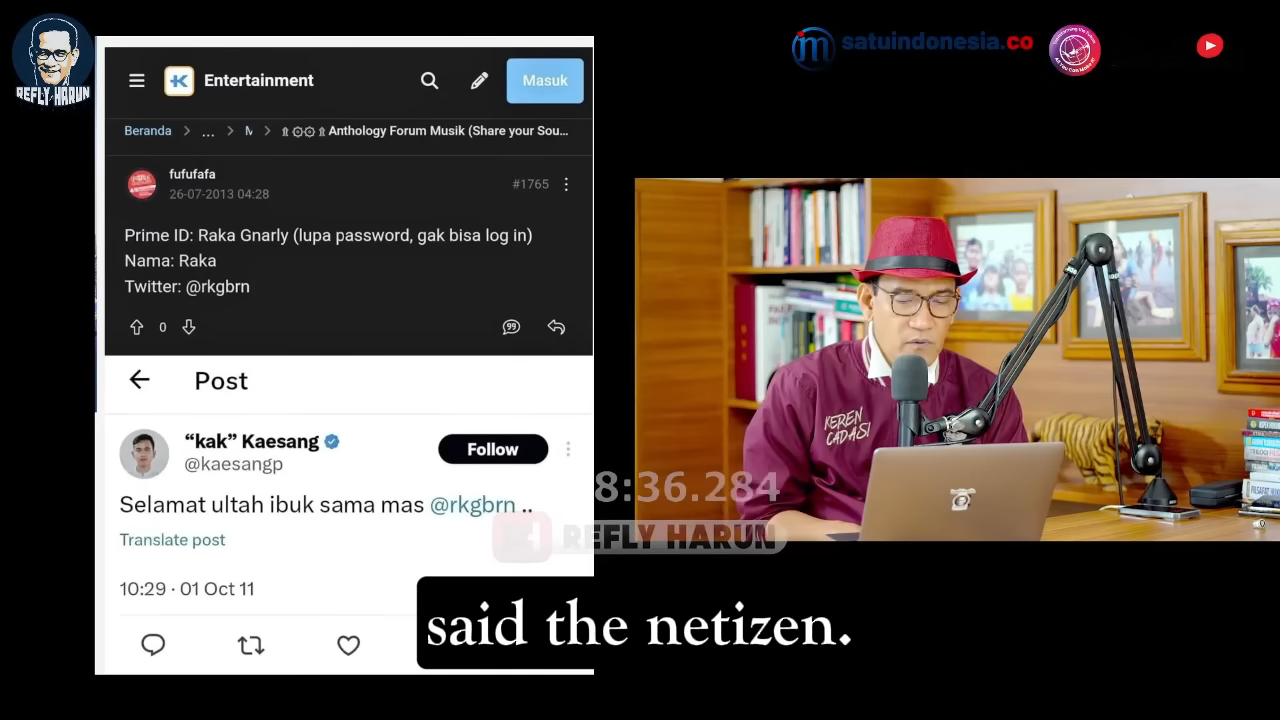 REFLY HARUN
satuindonesia.co
Entertainment
Masuk
Beranda > ... > M > Anthology Forum Musik (Share your Sou...
fufufafa
26-07-2013 04:28
#1765
Prime ID: Raka Gnarly (lupa password, gak bisa log in)
Nama: Raka
Twitter: @rkgbrn
0
99
Post
“kak” Kaesang
@kaesangp
Follow
Selamat ultah ibuk sama mas @rkgbrn ..
Translate post
10:29 · 01 Oct 11
KEREN
CADAS!
8:36.284
REFLY HARUN
said the netizen.